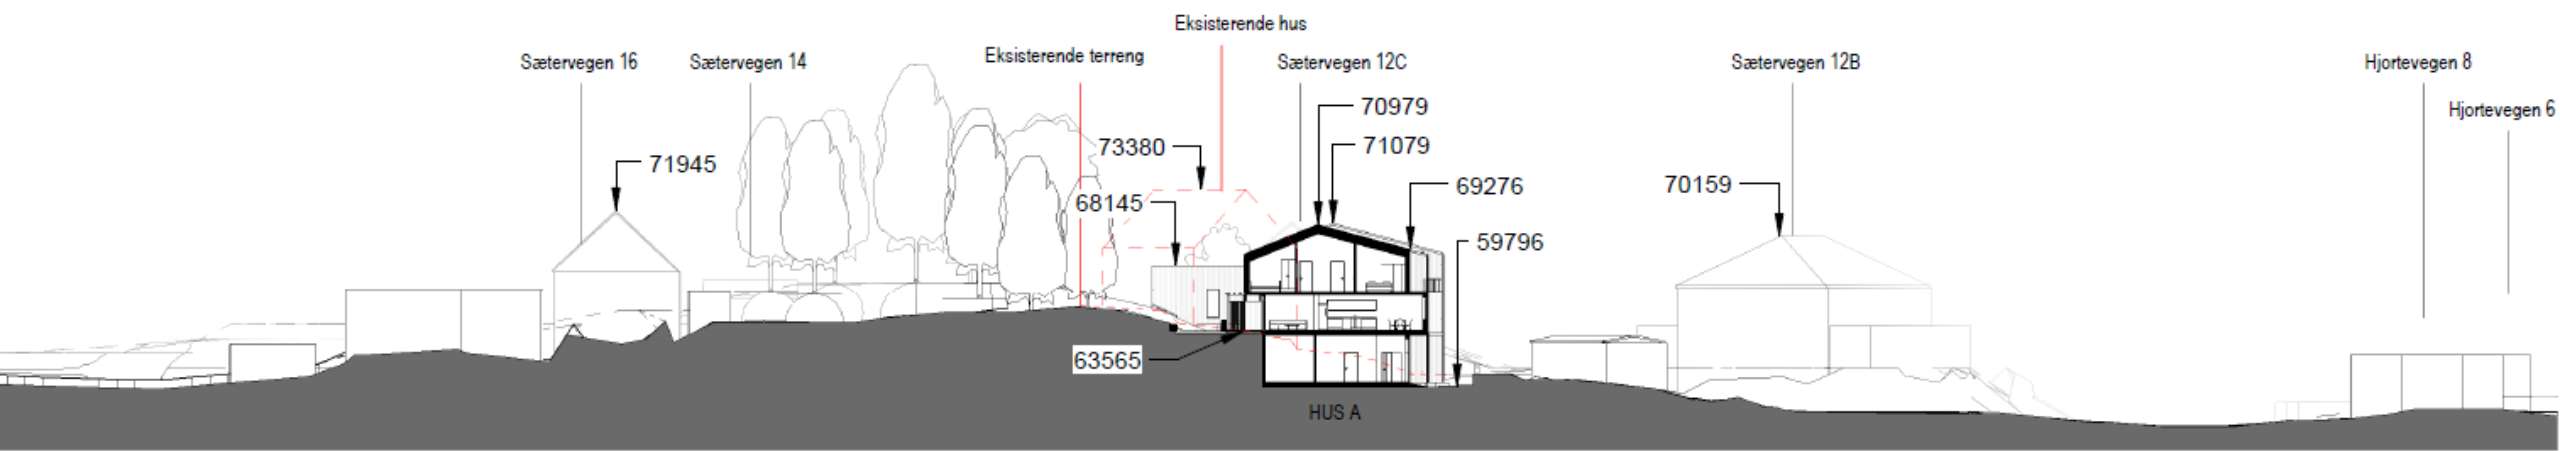 Eksisterende hus
Eksisterende terreng
Sætervegen 16
Sætervegen 14
Sætervegen 12C
Sætervegen 12B
Hjortevegen 8
Hjortevegen 6
70979
73380
71079
71945
69276
70159
68145
59796
63565
HUS A